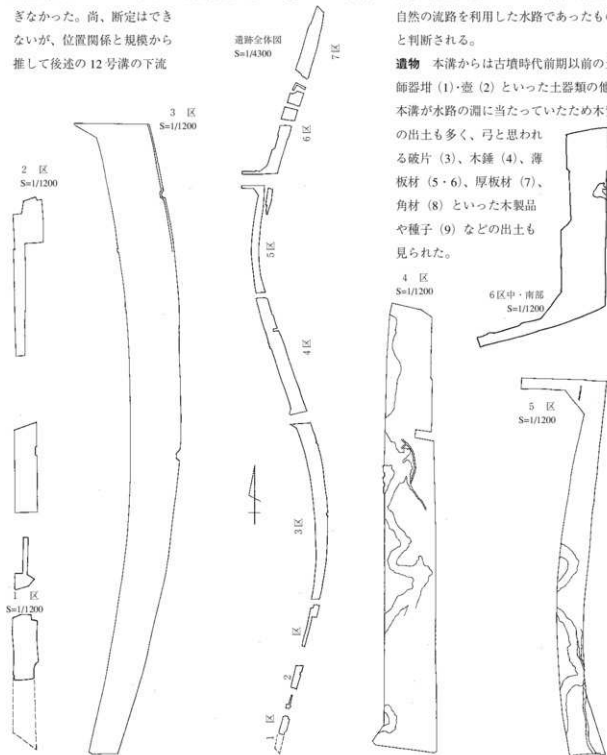 ぎなかった。尚、断定はでき
ないが、位置関係と規模から
推して後述の 12 号溝の下流
自然の流路を利用した水路であったもの
と判断される。
遺物 本溝からは古墳時代前期以前の
師器坩 (1)・壺 (2) といった土器類の他
本溝が水路の淵に当たっていたため木
の出土も多く、弓と思われ
る破片 (3)、木錘 (4)、薄
板材 (5・6)、厚板材 (7)、
角材 (8) といった木製品
や種子 (9) などの出土も
見られた。
遺跡全体図
S=1/4300
7区
6区
5区
4区
3区
区
2
1区
3 区
S=1/1200
2 区
S=1/1200
1 区
S=1/1200
4 区
S=1/1200
6区中・南部
S=1/1200
5 区
S=1/1200